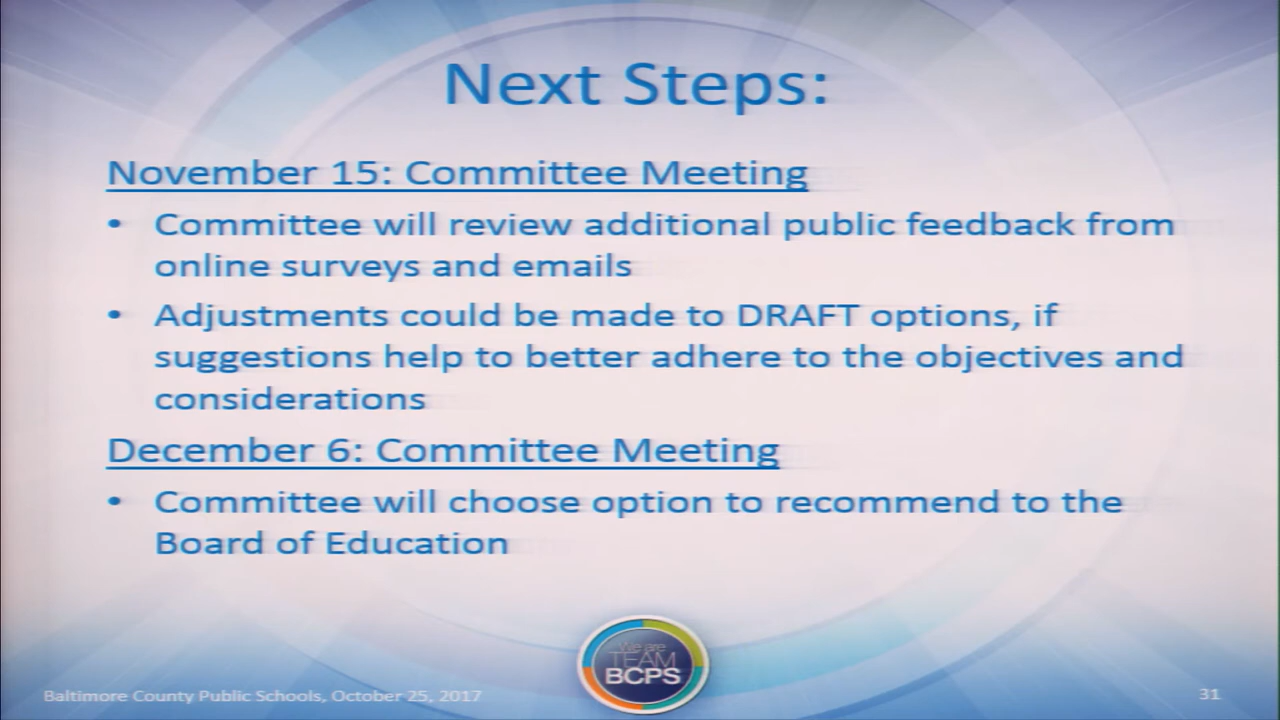 Next Steps:
November 15: Committee Meeting
• Committee will review additional public feedback from
online surveys and emails
• Adjustments could be made to DRAFT options, if
suggestions help to better adhere to the objectives and
considerations
December 6: Committee Meeting
• Committee will choose option to recommend to the
Board of Education
We are
TEAM
BCPS
Baltimore County Public Schools, October 25, 2017
31